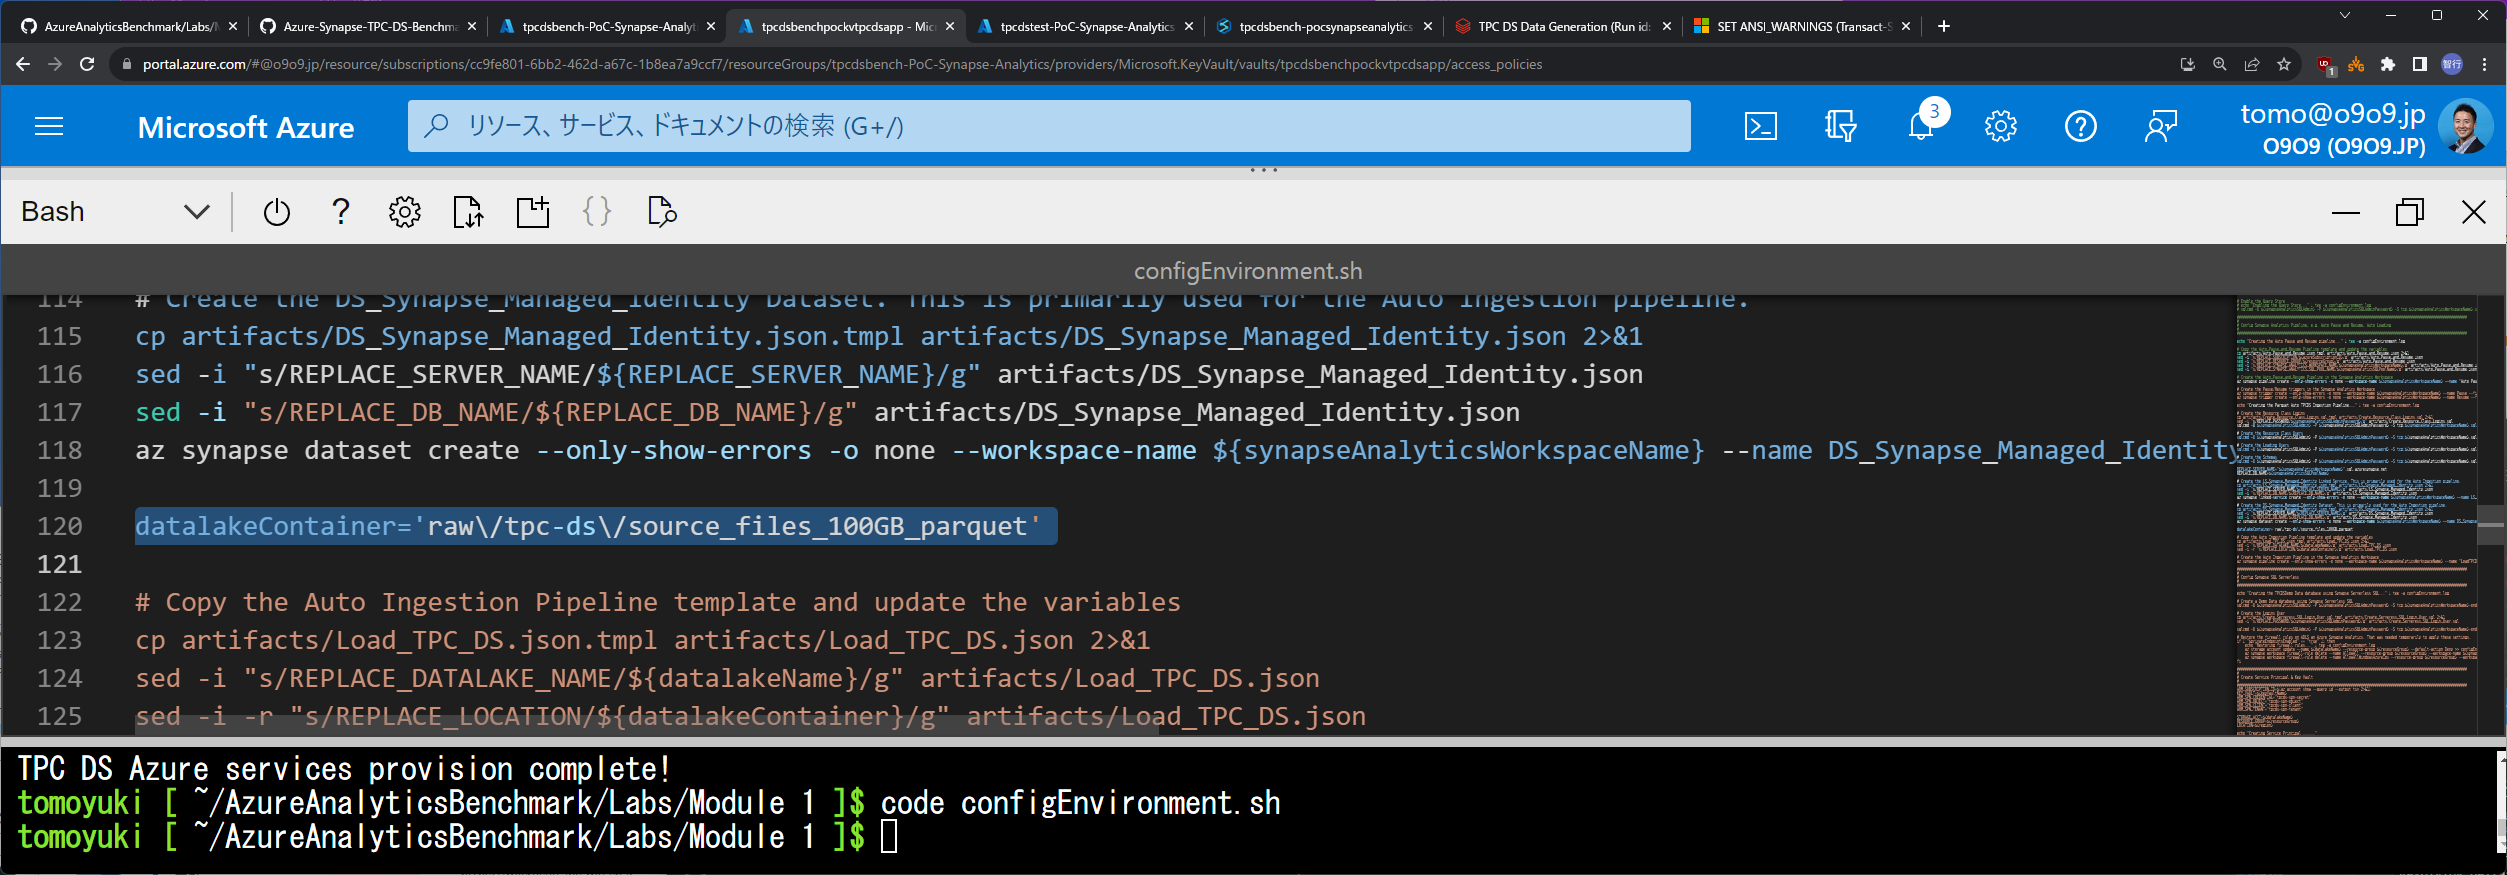 AzureAnalyticsBenchmark/Labs/M
Azure-Synapse-TPC-DS-Benchma
tpcdsbench-PoC-Synapse-Analyti
tpcdsbenchpockvtpcdsapp - Micr
tpcdstest-PoC-Synapse-Analytics
tpcdsbench-pocsynapseanalytics
TPC DS Data Generation (Run id:
SET ANSI_WARNINGS (Transact-S
portal.azure.com/#@o9o9.jp/resource/subscriptions/cc9fe801-6bb2-462d-a67c-1b8ea7a9ccf7/resourceGroups/tpcdsbench-PoC-Synapse-Analytics/providers/Microsoft.KeyVault/vaults/tpcdsbenchpockvtpcdsapp/access_policies
1
智行
Microsoft Azure
リソース、サービス、ドキュメントの検索 (G+/)
3
tomo@o9o9.jp
O9O9 (O9O9.JP)
Bash
configEnvironment.sh
114 # Create the DS_Synapse_Managed_Identity Dataset. This is primarily used for the Auto Ingestion pipeline.
115 cp artifacts/DS_Synapse_Managed_Identity.json.tmpl artifacts/DS_Synapse_Managed_Identity.json 2>&1
116 sed -i "s/REPLACE_SERVER_NAME/${REPLACE_SERVER_NAME}/g" artifacts/DS_Synapse_Managed_Identity.json
117 sed -i "s/REPLACE_DB_NAME/${REPLACE_DB_NAME}/g" artifacts/DS_Synapse_Managed_Identity.json
118 az synapse dataset create --only-show-errors -o none --workspace-name ${synapseAnalyticsWorkspaceName} --name DS_Synapse_Managed_Identity
119
120 datalakeContainer='raw\/tpc-ds\/source_files_100GB_parquet'
121
122 # Copy the Auto Ingestion Pipeline template and update the variables
123 cp artifacts/Load_TPC_DS.json.tmpl artifacts/Load_TPC_DS.json 2>&1
124 sed -i "s/REPLACE_DATALAKE_NAME/${datalakeName}/g" artifacts/Load_TPC_DS.json
125 sed -i -r "s/REPLACE_LOCATION/${datalakeContainer}/g" artifacts/Load_TPC_DS.json
TPC DS Azure services provision complete!
tomoyuki [ ~/AzureAnalyticsBenchmark/Labs/Module 1 ]$ code configEnvironment.sh
tomoyuki [ ~/AzureAnalyticsBenchmark/Labs/Module 1 ]$